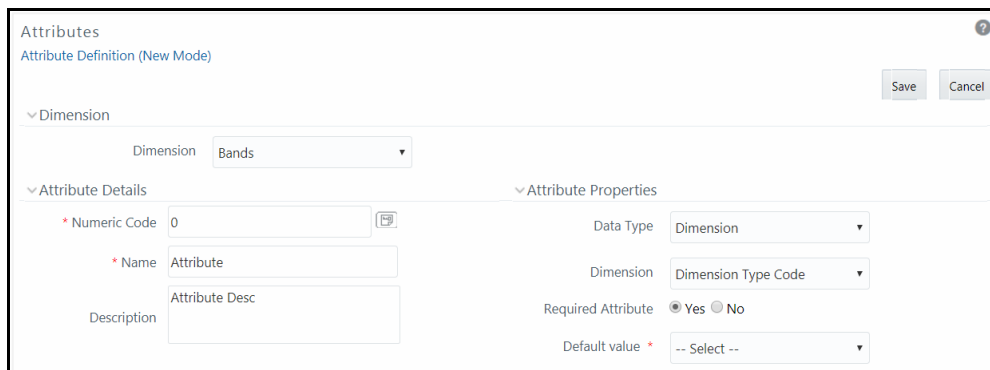 Attributes
?
Attribute Definition (New Mode)
Save Cancel
Dimension
Dimension Bands
Attribute Details
* Numeric Code 0
* Name Attribute
Description Attribute Desc
Attribute Properties
Data Type Dimension
Dimension Dimension Type Code
Required Attribute Yes No
Default value * -- Select --